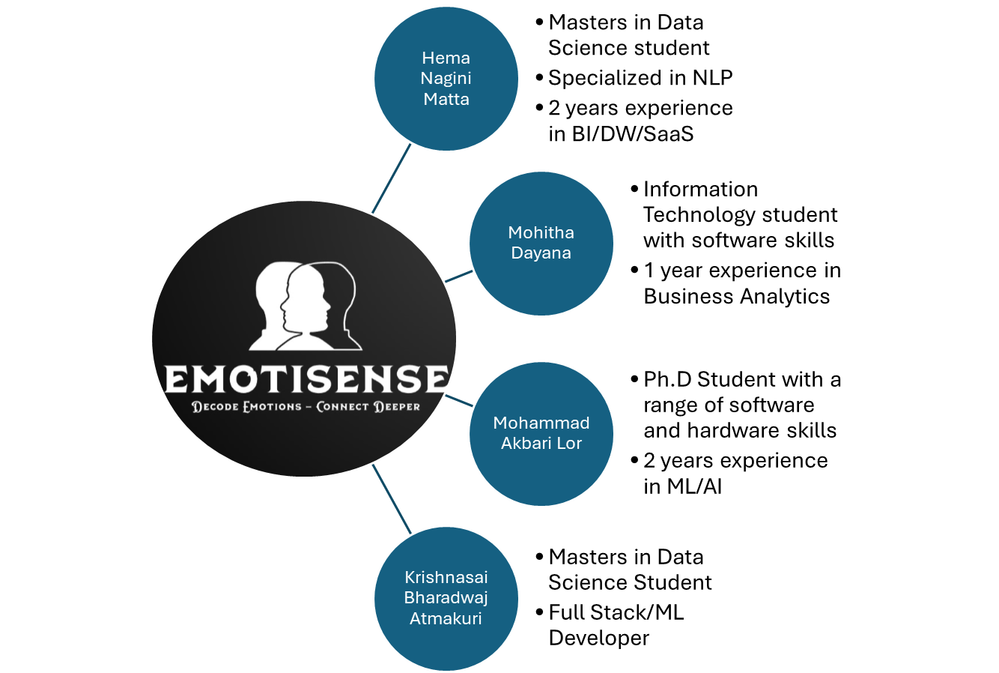 Hema
Nagini
Matta
• Masters in Data
Science student
• Specialized in NLP
• 2 years experience
in BI/DW/SaaS
Mohitha
Dayana
• Information
Technology student
with software skills
• 1 year experience in
Business Analytics
EMOTISENSE
Decode Emotions – Connect Deeper
Mohammad
Akbari Lor
• Ph.D Student with a
range of software
and hardware skills
• 2 years experience
in ML/AI
Krishnasai
Bharadwaj
Atmakuri
• Masters in Data
Science Student
• Full Stack/ML
Developer